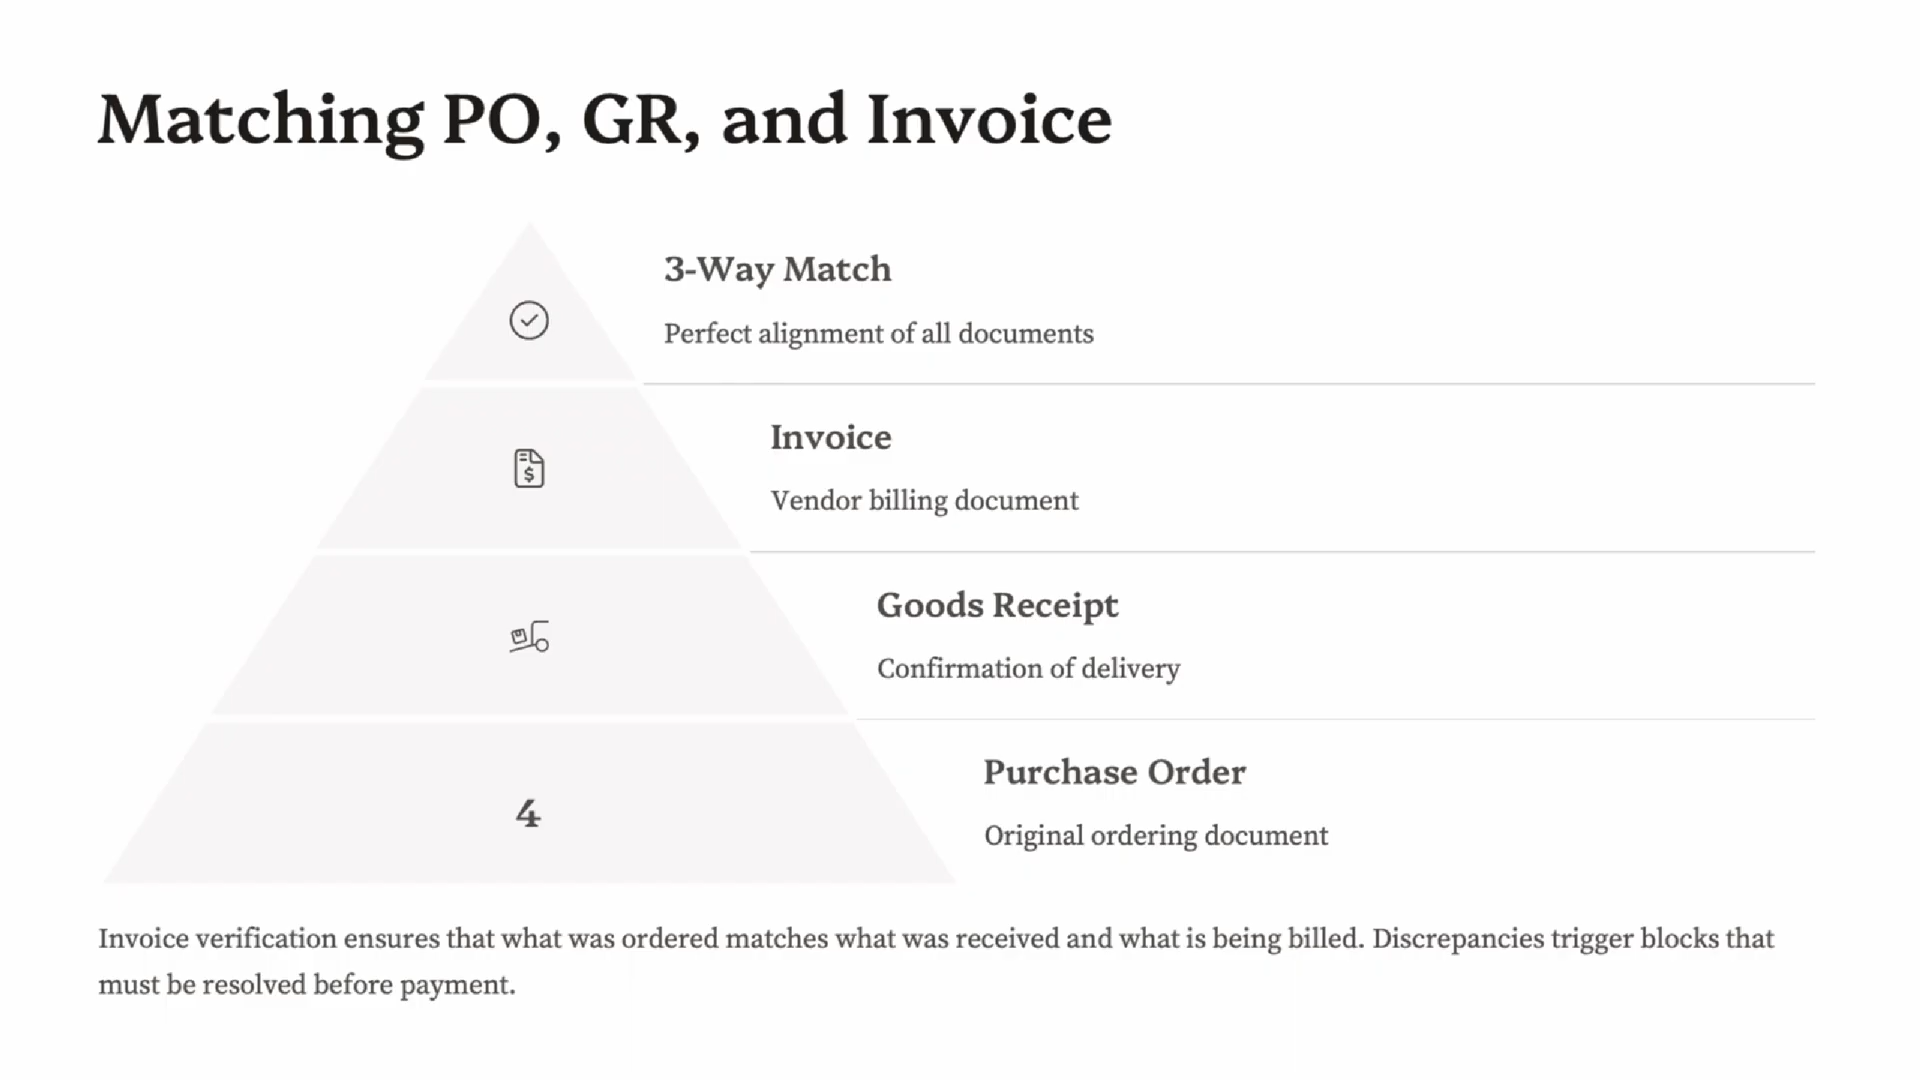 Matching PO, GR, and Invoice
3-Way Match
Perfect alignment of all documents
$
Invoice
Vendor billing document
Goods Receipt
Confirmation of delivery
4
Purchase Order
Original ordering document
Invoice verification ensures that what was ordered matches what was received and what is being billed. Discrepancies trigger blocks that
must be resolved before payment.